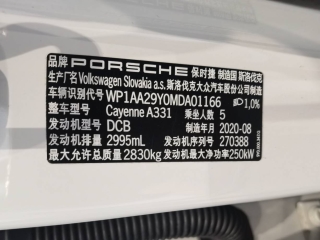 品牌 PORSCHE 保时捷 制造国 斯洛伐克
生产厂名 Volkswagen Slovakia a.s. 斯洛伐克大众汽车股份公司 制造
车辆识别代号 WP1AA29Y0MDA01166 1,0%
整车型号 Cayenne A331 乘坐人数 5
发动机型号 DCB 制造年月 2020-08
发动机排量 2995mL 发动机号 270388
最大允许总质量 2830kg 发动机最大净功率 250kW